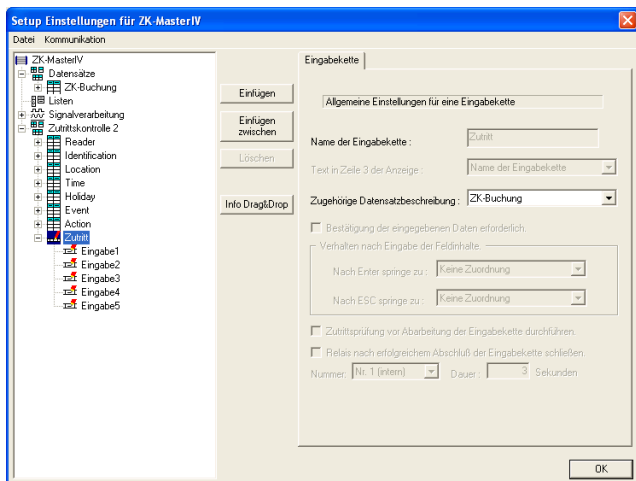 Setup Einstellungen für ZK-MasterIV
Datei Kommunikation
ZK-MasterIV
Datensätze
ZK-Buchung
Listen
Signalverarbeitung
Zutrittskontrolle 2
Reader
Identification
Location
Time
Holiday
Event
Action
Zutritt
Eingabe1
Eingabe2
Eingabe3
Eingabe4
Eingabe5
Einfügen
Einfügen
zwischen
Löschen
Info Drag&Drop
Eingabekette
Allgemeine Einstellungen für eine Eingabekette
Name der Eingabekette : Zutritt
Text in Zeile 3 der Anzeige : Name der Eingabekette
Zugehörige Datensatzbeschreibung : ZK-Buchung
Bestätigung der eingegebenen Daten erforderlich.
Verhalten nach Eingabe der Feldinhalte.
Nach Enter springe zu : Keine Zuordnung
Nach ESC springe zu : Keine Zuordnung
Zutrittsprüfung vor Abarbeitung der Eingabekette durchführen.
Relais nach erfolgreichem Abschluß der Eingabekette schließen.
Nummer: Nr. 1 (intern) Dauer : 3 Sekunden
OK